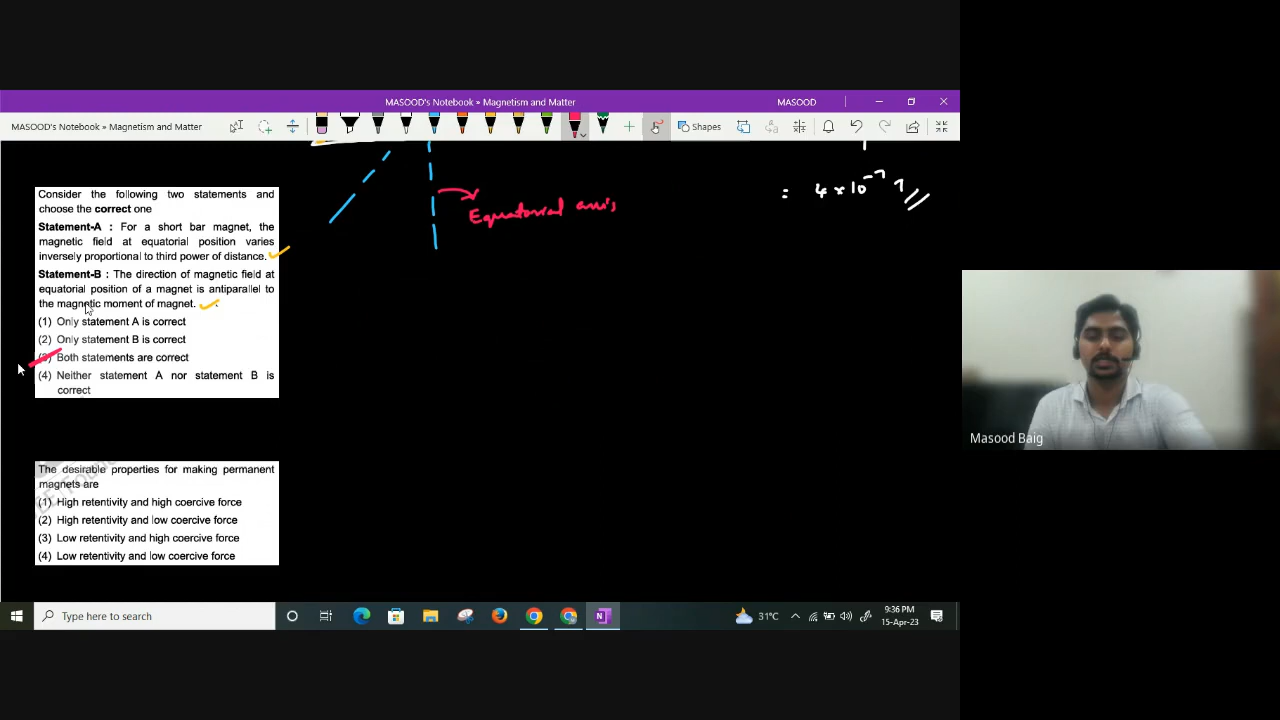 MASOOD's Notebook » Magnetism and Matter
MASOOD
MASOOD's Notebook » Magnetism and Matter
Shapes
= 4 × 10⁻⁷ T
Equatorial axis
Consider the following two statements and
choose the correct one
Statement-A : For a short bar magnet, the
magnetic field at equatorial position varies
inversely proportional to third power of distance.
Statement-B : The direction of magnetic field at
equatorial position of a magnet is antiparallel to
the magnetic moment of magnet.
(1) Only statement A is correct
(2) Only statement B is correct
(3) Both statements are correct
(4) Neither statement A nor statement B is
correct
Masood Baig
The desirable properties for making permanent
magnets are
(1) High retentivity and high coercive force
(2) High retentivity and low coercive force
(3) Low retentivity and high coercive force
(4) Low retentivity and low coercive force
Type here to search
31°C
9:36 PM
15-Apr-23